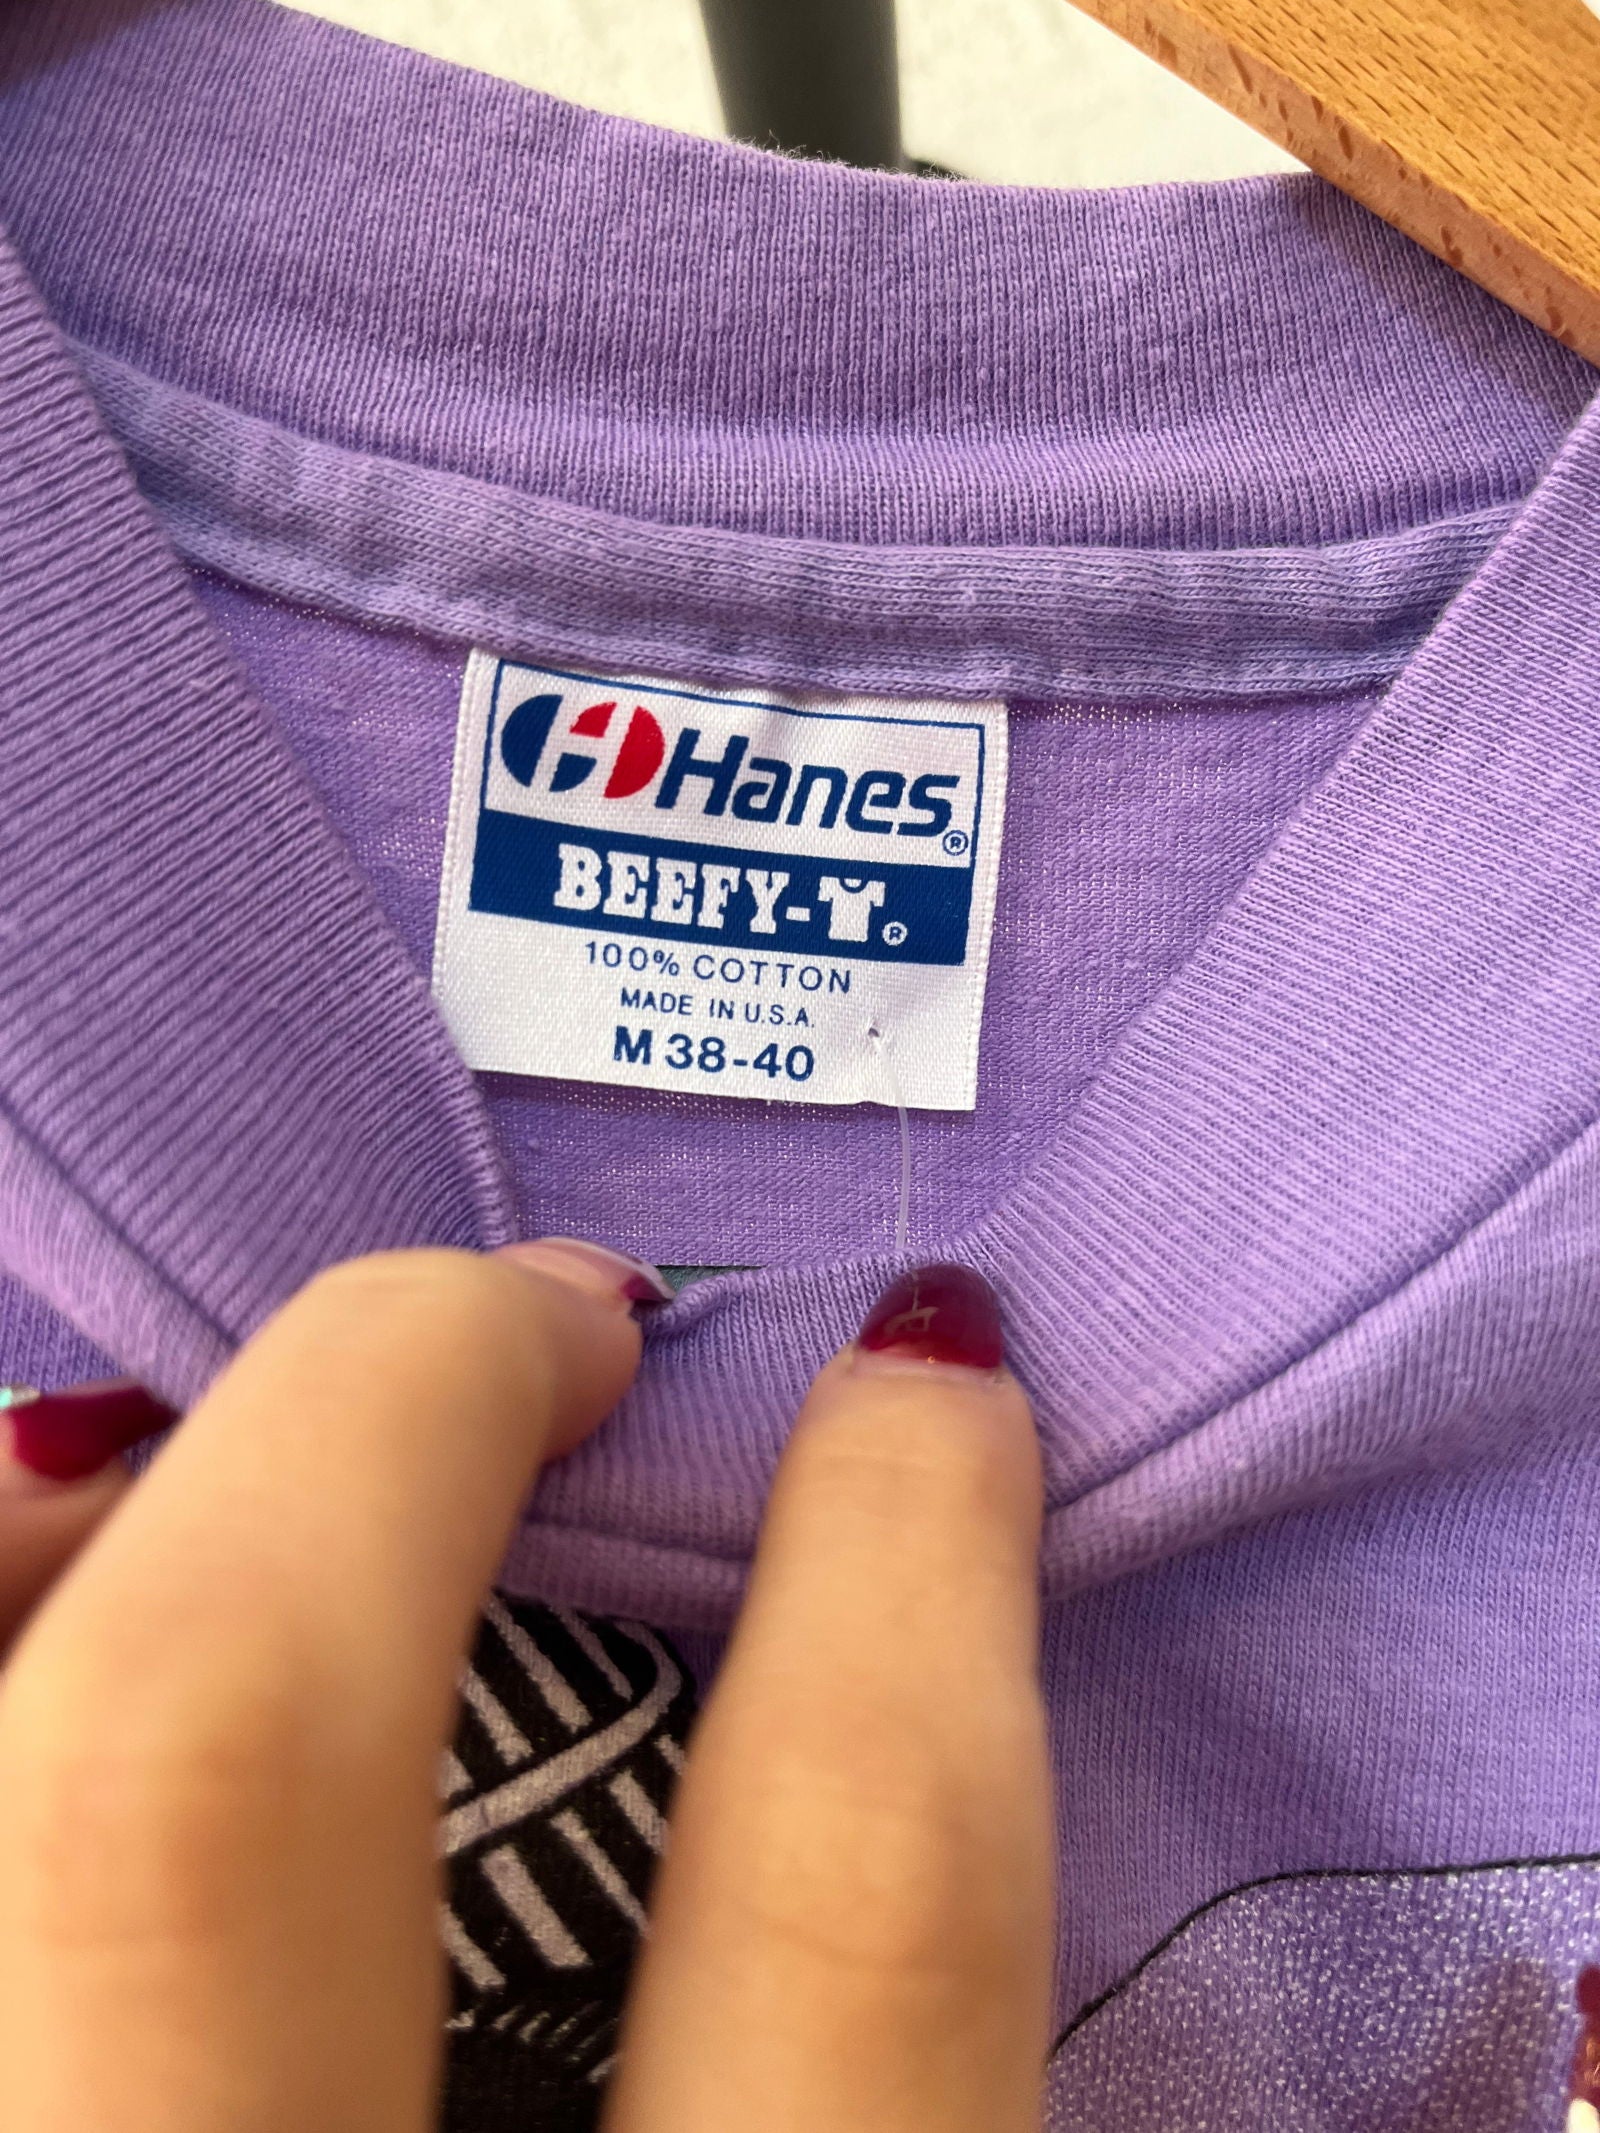 Hanes®
BEEFY-T®
100% COTTON
MADE IN U.S.A.
M 38-40